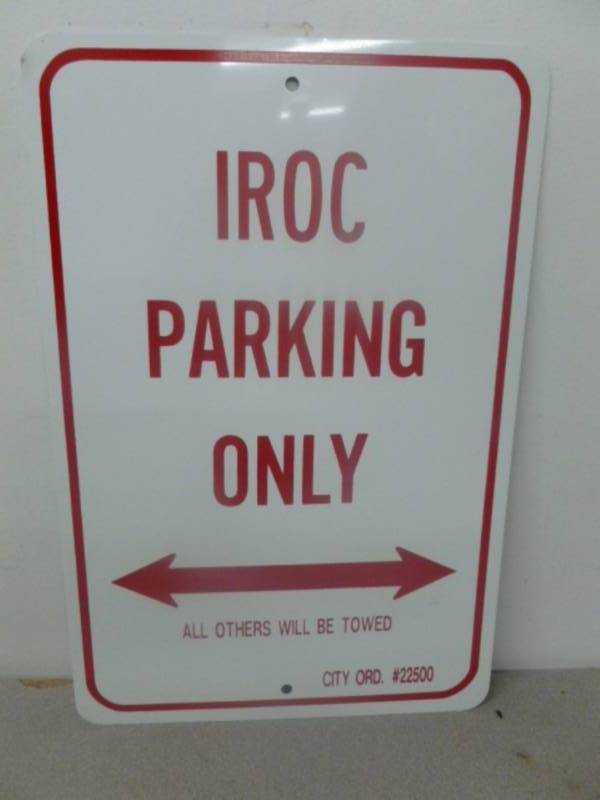 IROC
PARKING
ONLY
ALL OTHERS WILL BE TOWED
CITY ORD. #22500